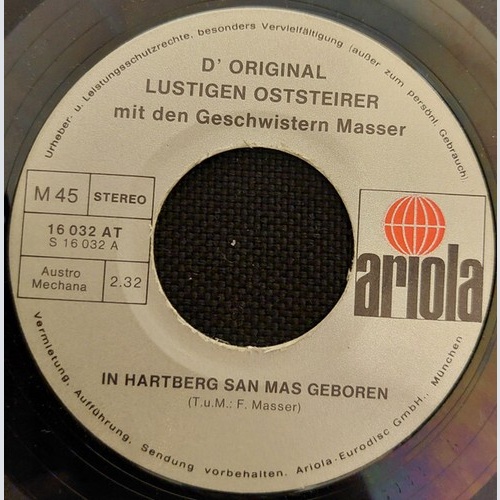 Urheber- u. Leistungsschutzrechte, besonders Vervielfältigung (außer zum persönl. Gebrauch)
D' ORIGINAL
LUSTIGEN OSTSTEIRER
mit den Geschwistern Masser
M 45 STEREO
16 032 AT
S 16 032 A
Austro
Mechana
2.32
ariola
IN HARTBERG SAN MAS GEBOREN
(T.u.M.: F. Masser)
Vermietung, Aufführung, Sendung vorbehalten. Ariola-Eurodisc GmbH., München